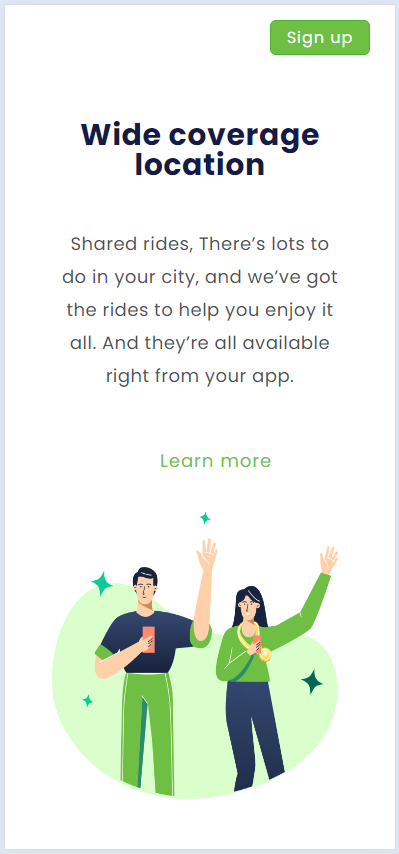 Sign up
Wide coverage
location
Shared rides, There’s lots to
do in your city, and we’ve got
the rides to help you enjoy it
all. And they’re all available
right from your app.
Learn more